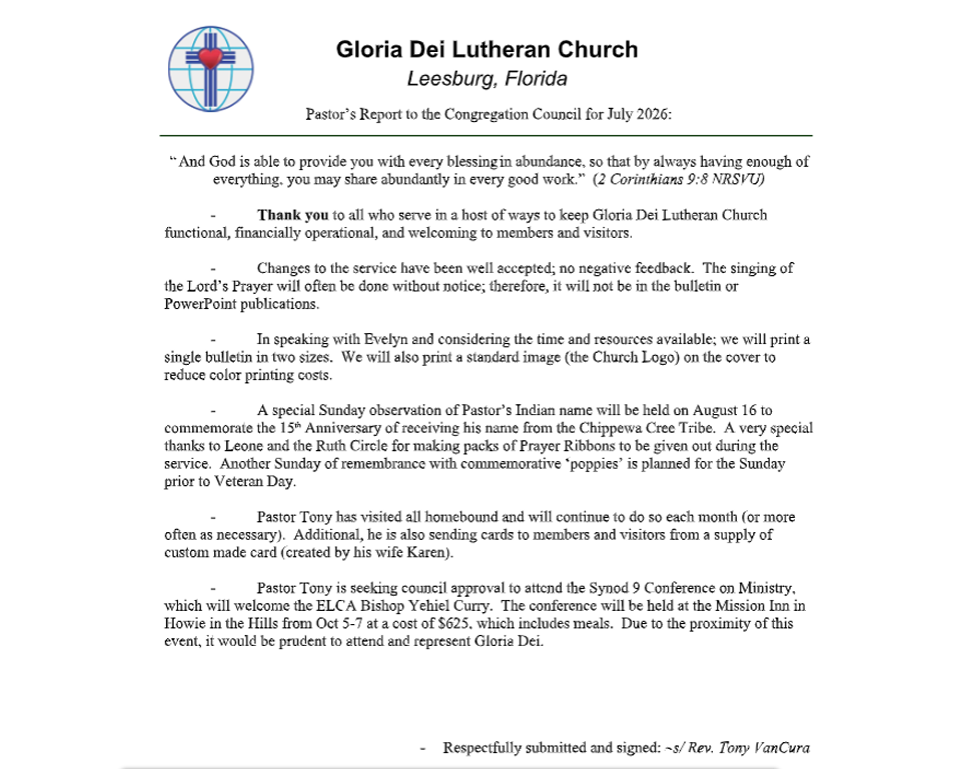 Gloria Dei Lutheran Church
Leesburg, Florida
Pastor's Report to the Congregation Council for July 2026:
“And God is able to provide you with every blessing in abundance, so that by always having enough of
everything, you may share abundantly in every good work.” (2 Corinthians 9:8 NRSVU)
- Thank you to all who serve in a host of ways to keep Gloria Dei Lutheran Church
functional, financially operational, and welcoming to members and visitors.
- Changes to the service have been well accepted; no negative feedback. The singing of
the Lord's Prayer will often be done without notice; therefore, it will not be in the bulletin or
PowerPoint publications.
- In speaking with Evelyn and considering the time and resources available; we will print a
single bulletin in two sizes. We will also print a standard image (the Church Logo) on the cover to
reduce color printing costs.
- A special Sunday observation of Pastor's Indian name will be held on August 16 to
commemorate the 15th Anniversary of receiving his name from the Chippewa Cree Tribe. A very special
thanks to Leone and the Ruth Circle for making packs of Prayer Ribbons to be given out during the
service. Another Sunday of remembrance with commemorative 'poppies' is planned for the Sunday
prior to Veteran Day.
- Pastor Tony has visited all homebound and will continue to do so each month (or more
often as necessary). Additional, he is also sending cards to members and visitors from a supply of
custom made card (created by his wife Karen).
- Pastor Tony is seeking council approval to attend the Synod 9 Conference on Ministry,
which will welcome the ELCA Bishop Yehiel Curry. The conference will be held at the Mission Inn in
Howie in the Hills from Oct 5-7 at a cost of $625, which includes meals. Due to the proximity of this
event, it would be prudent to attend and represent Gloria Dei.
- Respectfully submitted and signed: ~s/ Rev. Tony VanCura